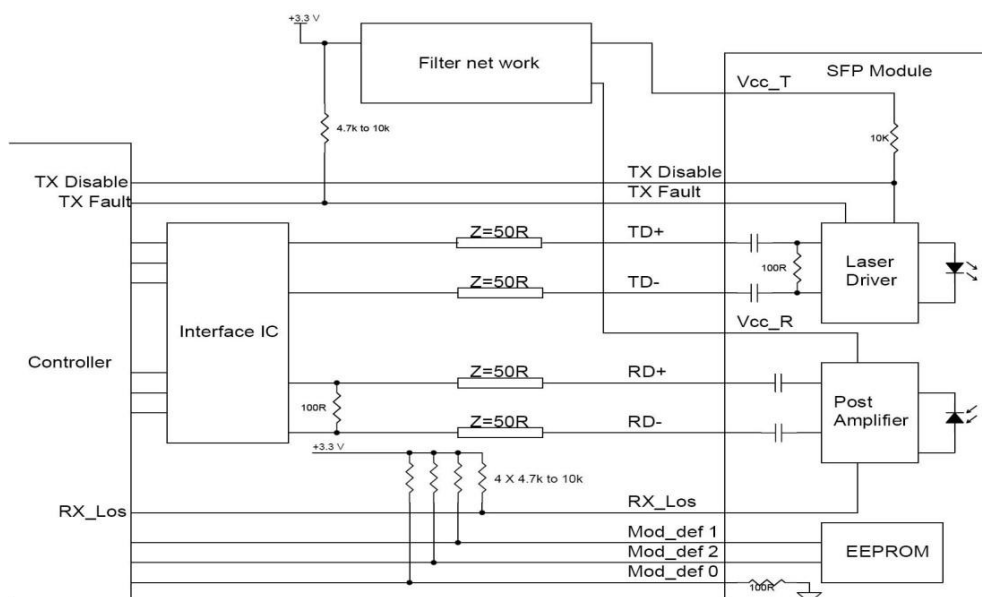 +3.3 V
Filter net work
SFP Module
Vcc_T
4.7k to 10k
10K
TX Disable
TX Disable
TX Fault
TX Fault
Z=50R
TD+
100R
Laser
Driver
Z=50R
TD-
Interface IC
Vcc_R
Controller
Z=50R
RD+
100R
Post
Amplifier
Z=50R
RD-
+3.3 V
4 X 4.7k to 10k
RX_Los
RX_Los
Mod_def 1
EEPROM
Mod_def 2
Mod_def 0
100R